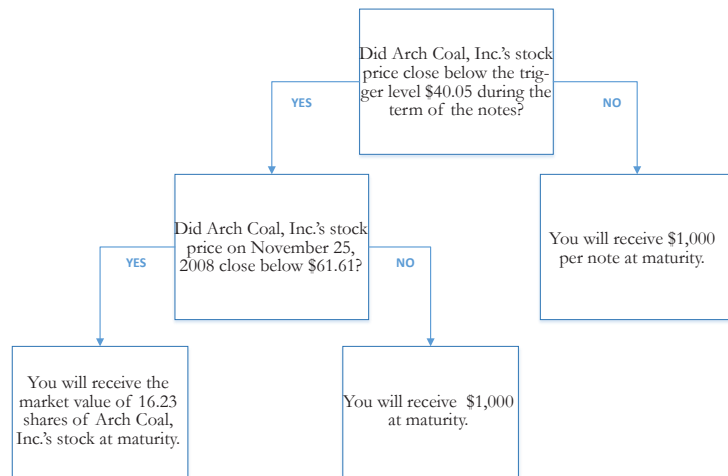 Did Arch Coal, Inc.'s stock
price close below the trig-
ger level $40.05 during the
term of the notes?
YES
NO
Did Arch Coal, Inc.'s stock
price on November 25,
2008 close below $61.61?
You will receive $1,000
per note at maturity.
YES
NO
You will receive the
market value of 16.23
shares of Arch Coal,
Inc.'s stock at maturity.
You will receive $1,000
at maturity.